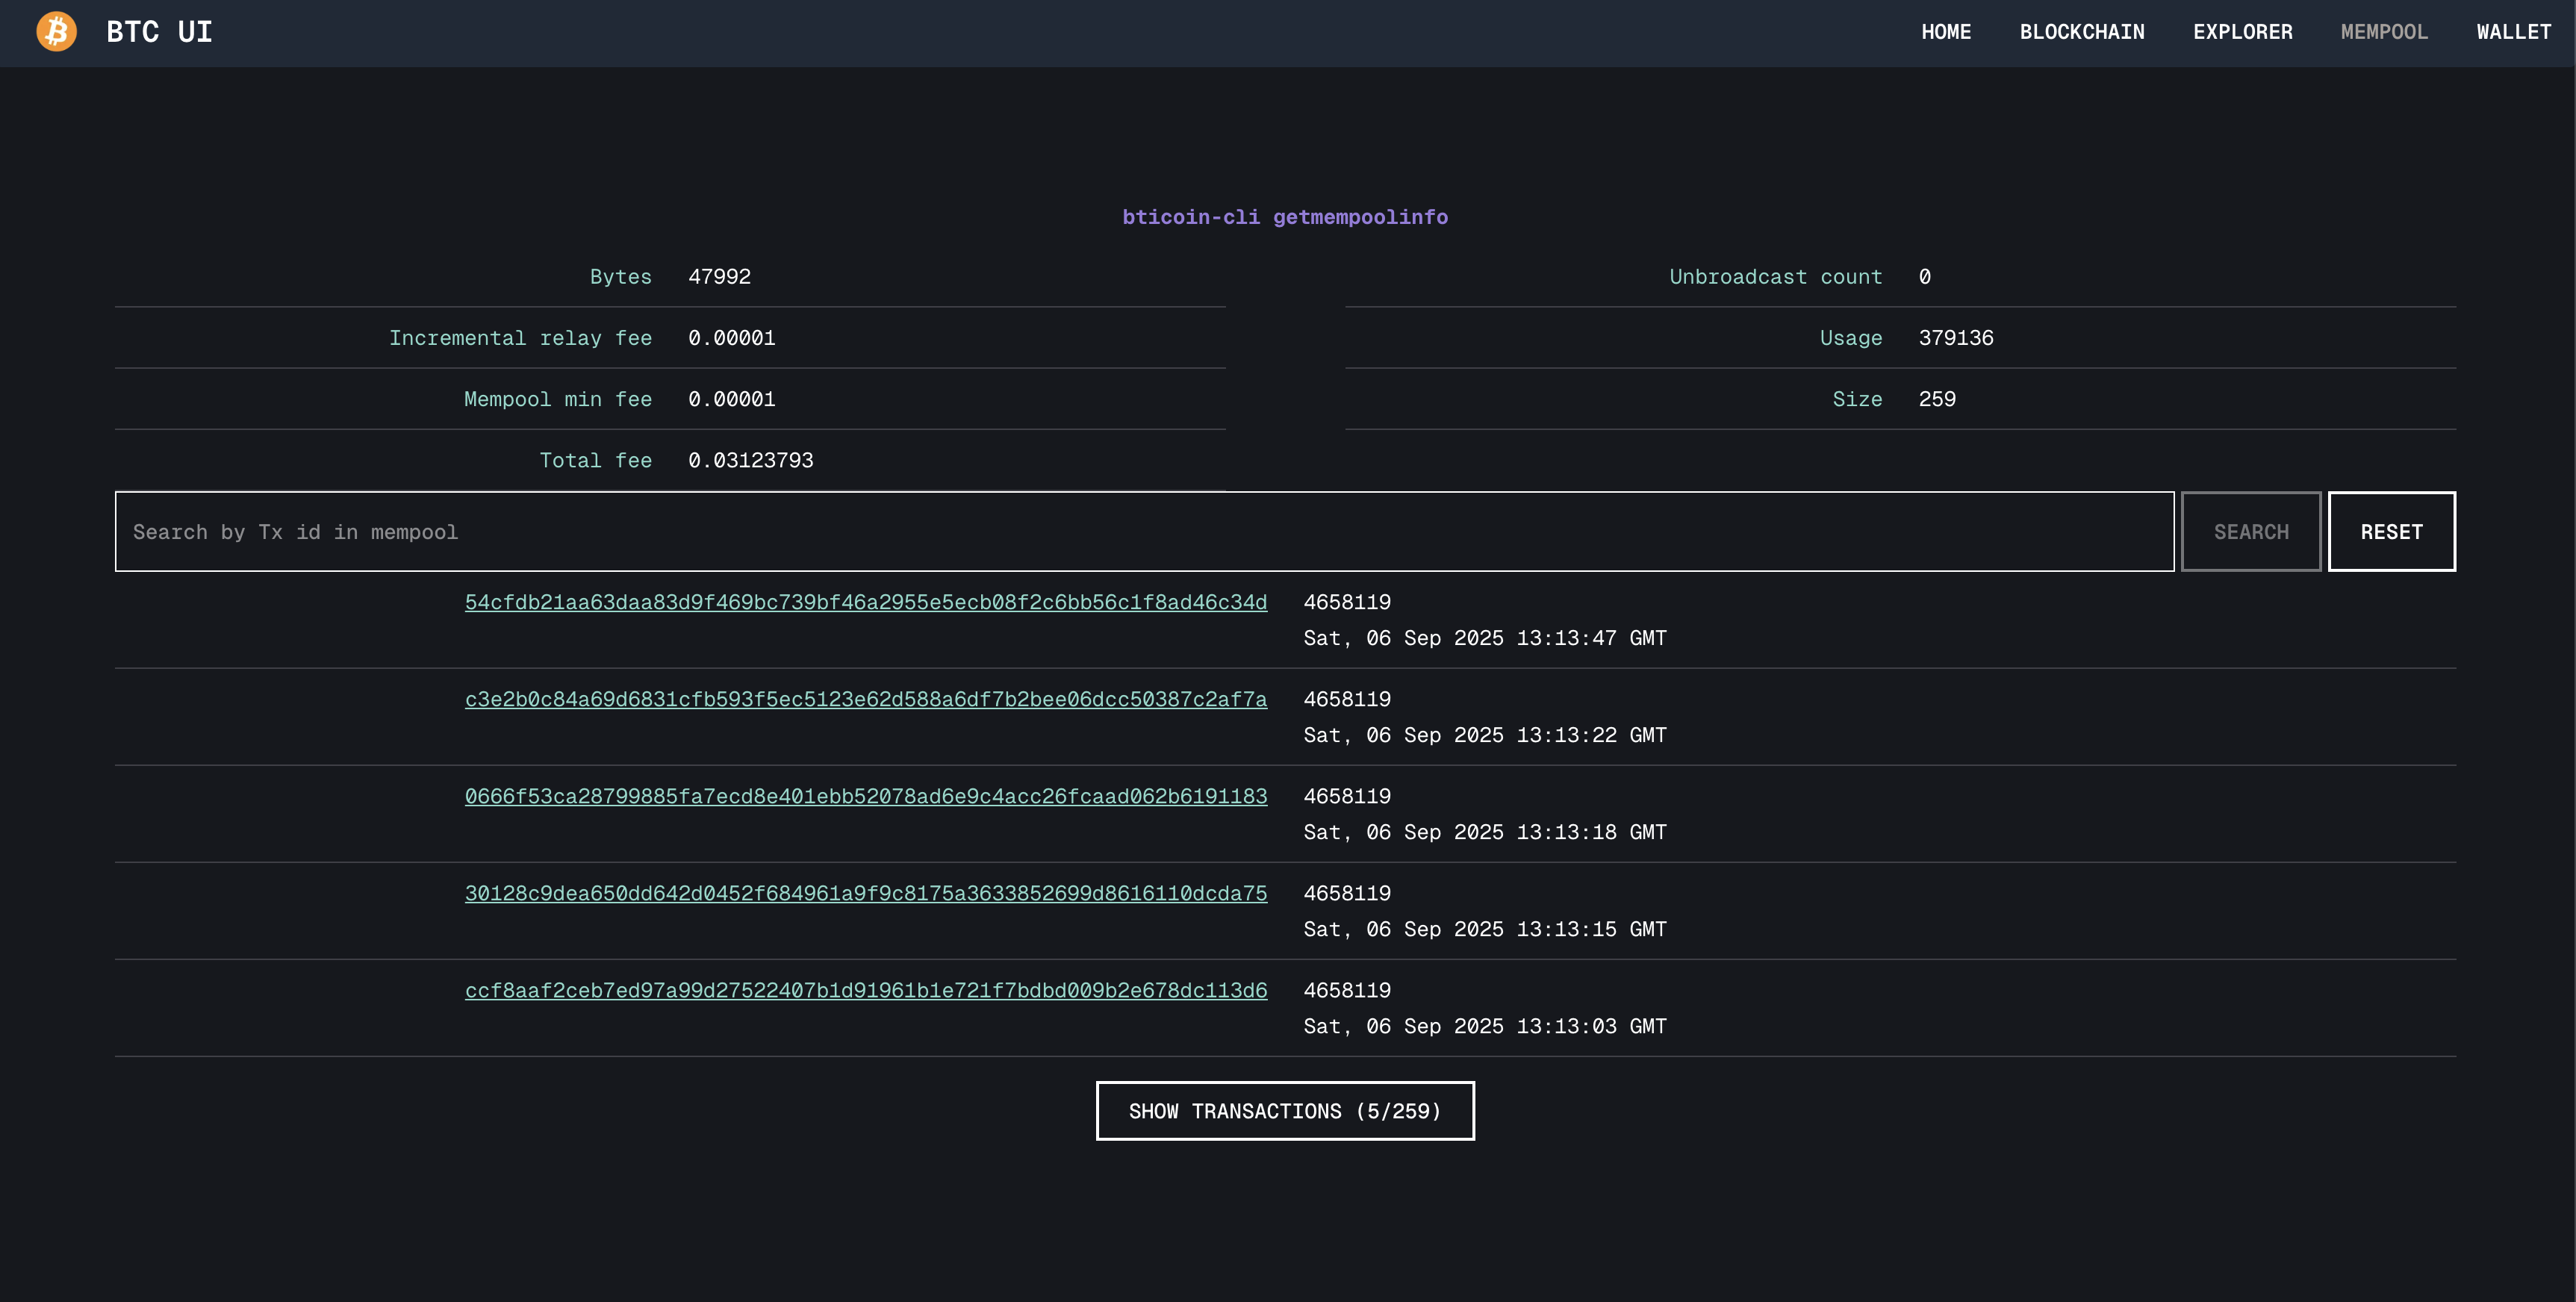 BTC UI
HOME BLOCKCHAIN EXPLORER MEMPOOL WALLET
bticoin-cli getmempoolinfo
Bytes 47992
Incremental relay fee 0.00001
Mempool min fee 0.00001
Total fee 0.03123793
Unbroadcast count 0
Usage 379136
Size 259
Search by Tx id in mempool SEARCH RESET
54cfdb21aa63daa83d9f469bc739bf46a2955e5ecb08f2c6bb56c1f8ad46c34d 4658119
Sat, 06 Sep 2025 13:13:47 GMT
c3e2b0c84a69d6831cfb593f5ec5123e62d588a6df7b2bee06dcc50387c2af7a 4658119
Sat, 06 Sep 2025 13:13:22 GMT
0666f53ca28799885fa7ecd8e401ebb52078ad6e9c4acc26fcaad062b6191183 4658119
Sat, 06 Sep 2025 13:13:18 GMT
30128c9dea650dd642d0452f684961a9f9c8175a3633852699d8616110dcda75 4658119
Sat, 06 Sep 2025 13:13:15 GMT
ccf8aaf2ceb7ed97a99d27522407b1d91961b1e721f7bdbd009b2e678dc113d6 4658119
Sat, 06 Sep 2025 13:13:03 GMT
SHOW TRANSACTIONS (5/259)